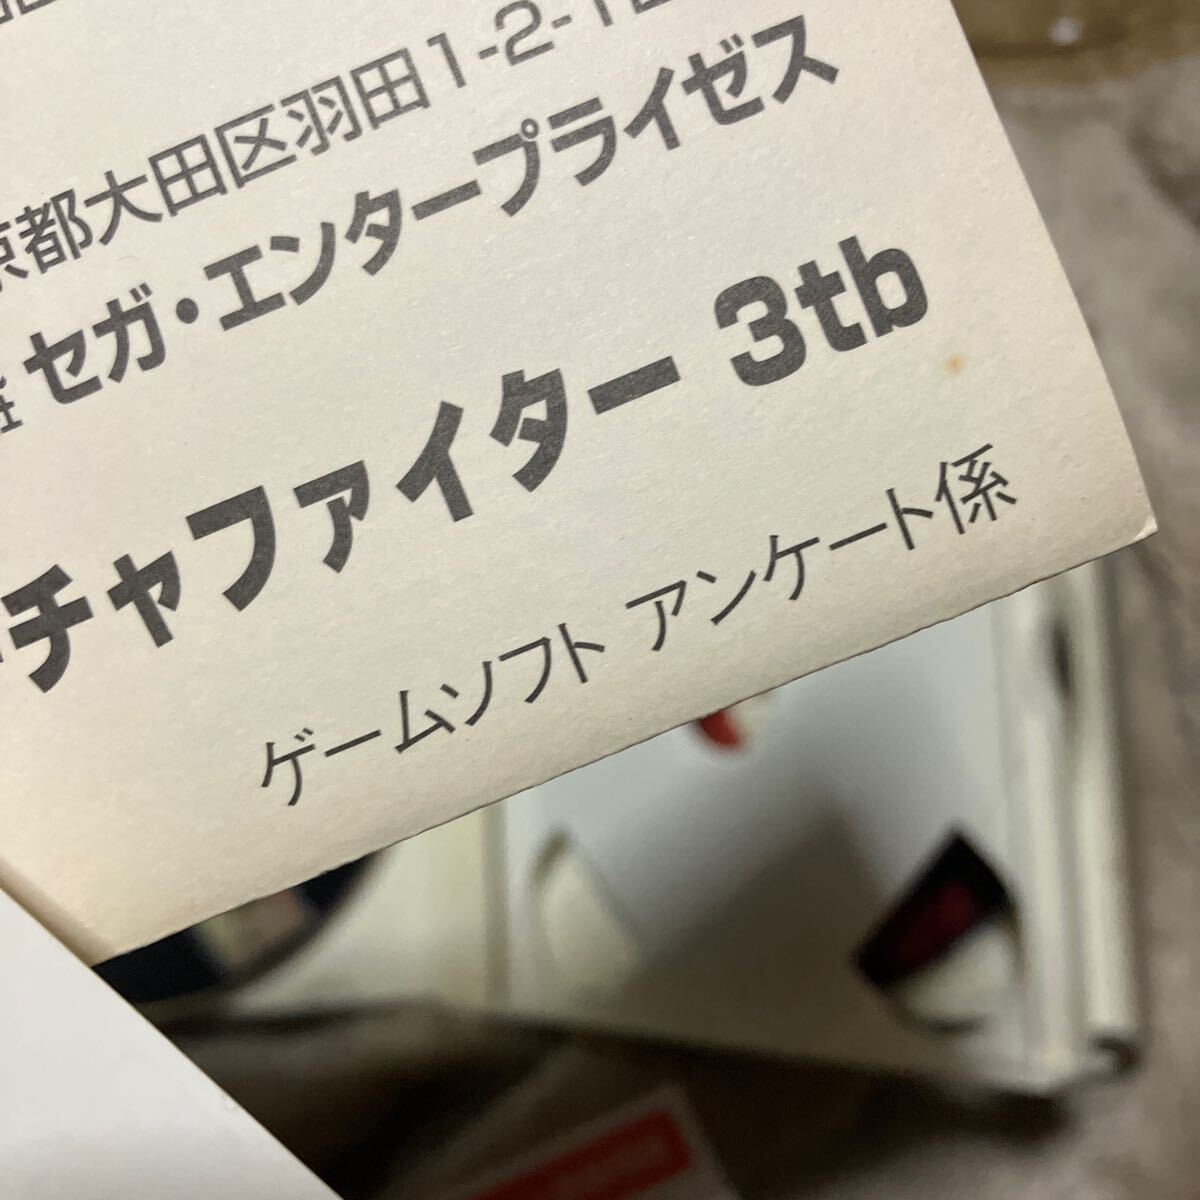 京都大田区羽田1-2-1
社 セガ・エンタープライゼス
チャファイター 3tb
ゲームソフト アンケート係